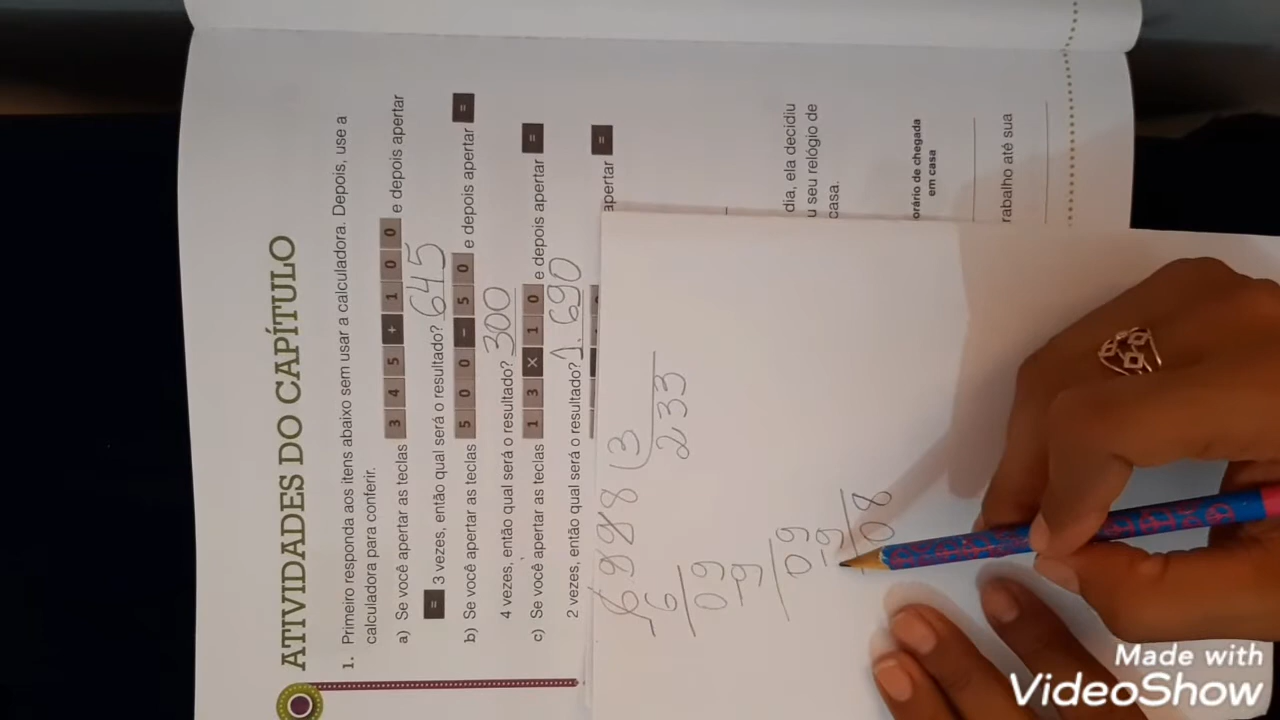 ATIVIDADES DO CAPÍTULO
1. Primeiro responda aos itens abaixo sem usar a calculadora. Depois, use a
calculadora para conferir.
a) Se você apertar as teclas 3 4 5 + 1 0 0 e depois apertar
= 3 vezes, então qual será o resultado? 645
b) Se você apertar as teclas 5 0 0 - 5 0 e depois apertar =
4 vezes, então qual será o resultado? 300
c) Se você apertar as teclas 1 3 × 1 0 e depois apertar =
2 vezes, então qual será o resultado? 1.690
apertar =
6998 3
6 233
09
-9
09
-9
08
dia, ela decidiu
u seu relógio de
casa.
orário de chegada
em casa
rabalho até sua
Made with
VideoShow